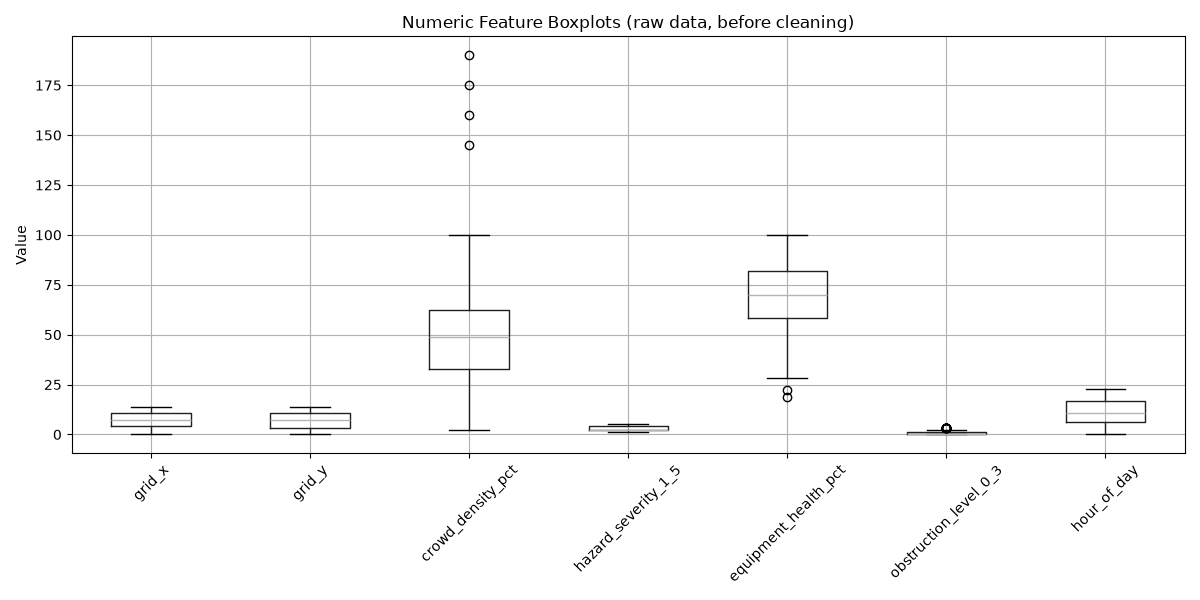 Numeric Feature Boxplots (raw data, before cleaning)
Value
175
150
125
100
75
50
25
0
grid_x
grid_y
crowd_density_pct
hazard_severity_1_5
equipment_health_pct
obstruction_level_0_3
hour_of_day